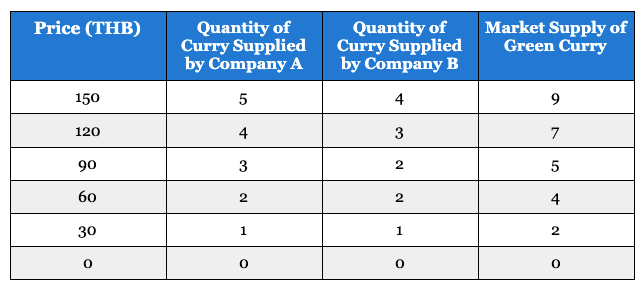 Price (THB)
Quantity of
Curry Supplied
by Company A
Quantity of
Curry Supplied
by Company B
Market Supply of
Green Curry
150 5 4 9
120 4 3 7
90 3 2 5
60 2 2 4
30 1 1 2
0 0 0 0